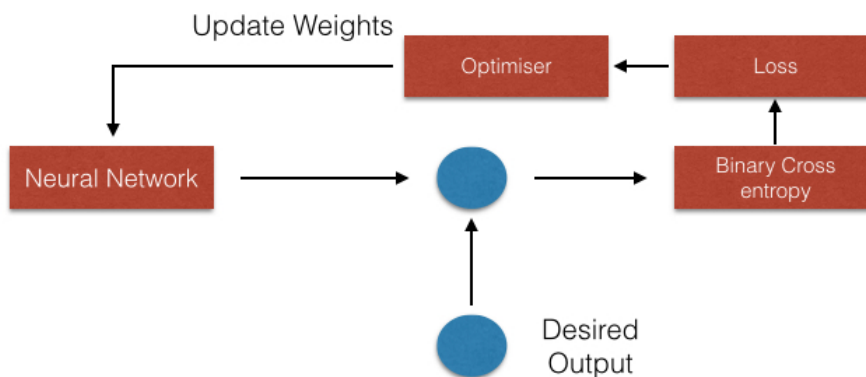 Update Weights
Optimiser
Loss
Neural Network
Binary Cross
entropy
Desired
Output